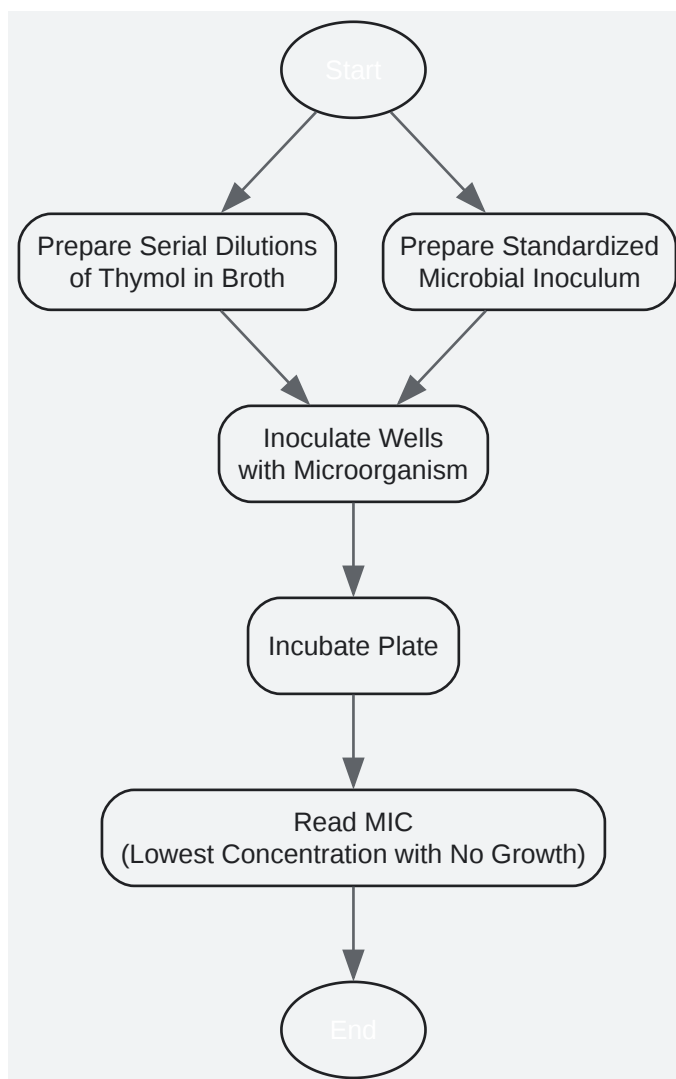 Start
Prepare Serial Dilutions
of Thymol in Broth
Prepare Standardized
Microbial Inoculum
Inoculate Wells
with Microorganism
Incubate Plate
Read MIC
(Lowest Concentration with No Growth)
End